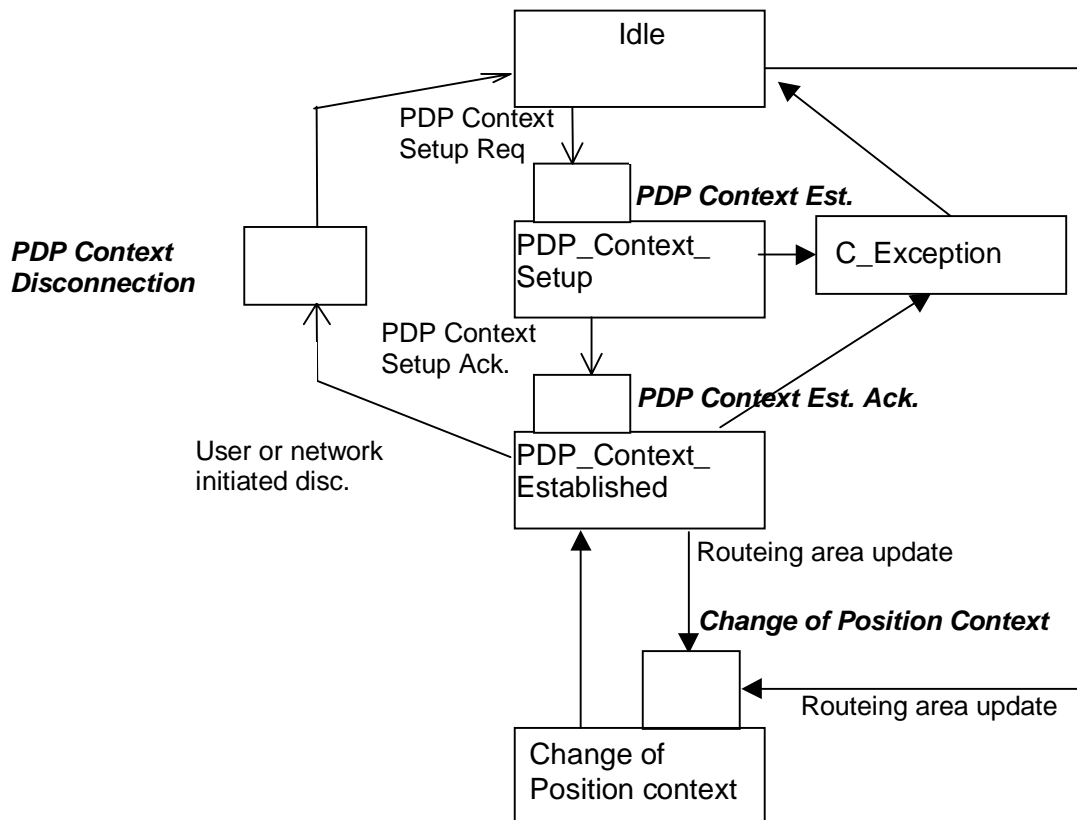 Idle
PDP Context
Setup Req
PDP Context Est.
PDP Context
Disconnection
PDP_Context_
Setup
C_Exception
PDP Context
Setup Ack.
PDP Context Est. Ack.
User or network
initiated disc.
PDP_Context_
Established
Routeing area update
Change of Position Context
Routeing area update
Change of
Position context